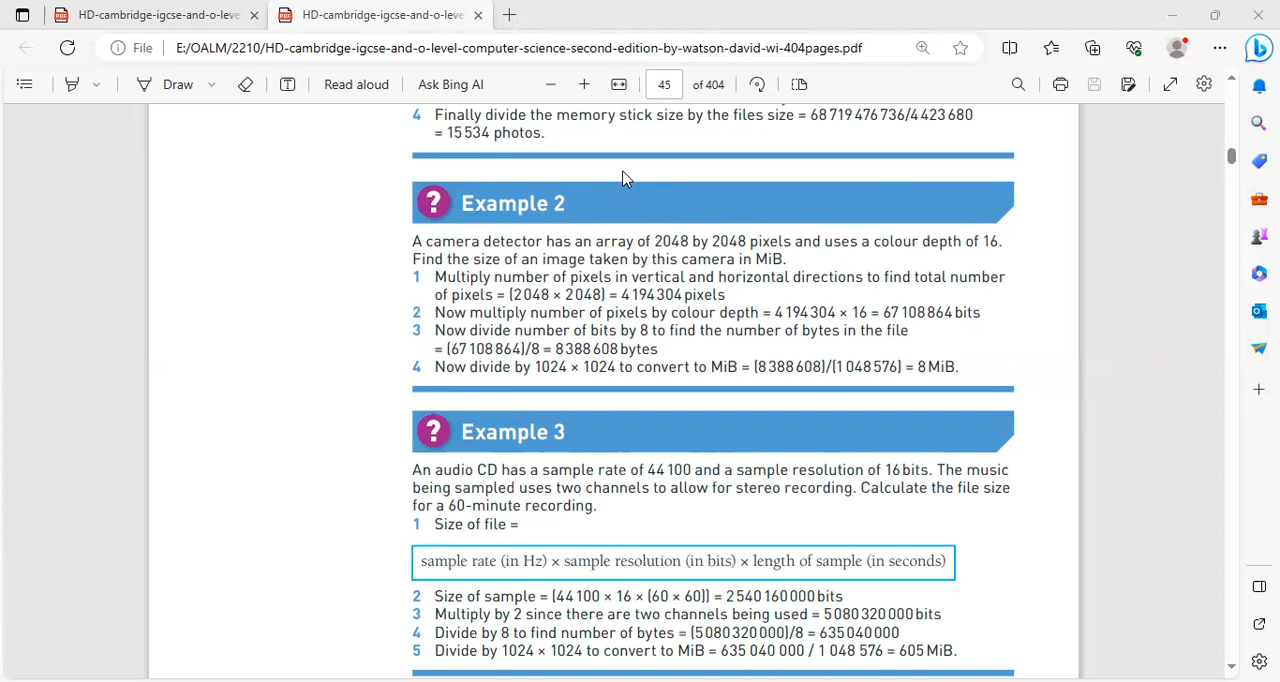 HD-cambridge-igcse-and-o-leve
HD-cambridge-igcse-and-o-leve
File E:/OALM/2210/HD-cambridge-igcse-and-o-level-computer-science-second-edition-by-watson-david-wi-404pages.pdf
Draw
Read aloud
Ask Bing AI
45 of 404
4 Finally divide the memory stick size by the files size = 68 719 476 736/4 423 680
= 15 534 photos.
? Example 2
A camera detector has an array of 2048 by 2048 pixels and uses a colour depth of 16.
Find the size of an image taken by this camera in MiB.
1 Multiply number of pixels in vertical and horizontal directions to find total number
of pixels = (2 048 × 2 048) = 4 194 304 pixels
2 Now multiply number of pixels by colour depth = 4 194 304 × 16 = 67 108 864 bits
3 Now divide number of bits by 8 to find the number of bytes in the file
= (67 108 864)/8 = 8 388 608 bytes
4 Now divide by 1024 × 1024 to convert to MiB = (8 388 608)/(1 048 576) = 8 MiB.
? Example 3
An audio CD has a sample rate of 44 100 and a sample resolution of 16 bits. The music
being sampled uses two channels to allow for stereo recording. Calculate the file size
for a 60-minute recording.
1 Size of file =
sample rate (in Hz) × sample resolution (in bits) × length of sample (in seconds)
2 Size of sample = (44 100 × 16 × (60 × 60)) = 2 540 160 000 bits
3 Multiply by 2 since there are two channels being used = 5 080 320 000 bits
4 Divide by 8 to find number of bytes = (5 080 320 000)/8 = 635 040 000
5 Divide by 1024 × 1024 to convert to MiB = 635 040 000 / 1 048 576 = 605 MiB.